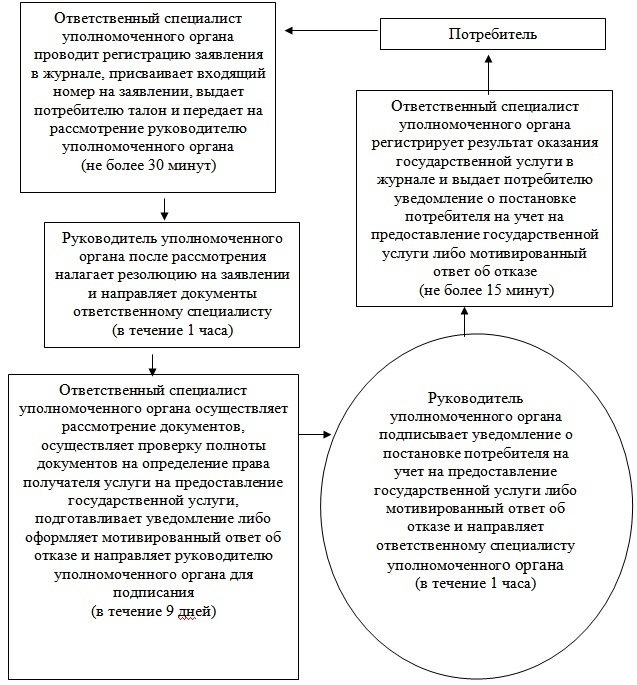 Потребитель
Ответственный специалист
уполномоченного органа
проводит регистрацию заявления
в журнале, присваивает входящий
номер на заявлении, выдает
потребителю талон и передает на
рассмотрение руководителю
уполномоченного органа
(не более 30 минут)
Руководитель уполномоченного
органа после рассмотрения
налагает резолюцию на заявлении
и направляет документы
ответственному специалисту
(в течение 1 часа)
Ответственный специалист
уполномоченного органа осуществляет
рассмотрение документов,
осуществляет проверку полноты
документов на определение права
получателя услуги на предоставление
государственной услуги,
подготавливает уведомление либо
оформляет мотивированный ответ об
отказе и направляет руководителю
уполномоченного органа для
подписания
(в течение 9 дней)
Руководитель
уполномоченного органа
подписывает уведомление о
постановке потребителя на
учет на предоставление
государственной услуги либо
мотивированный ответ об
отказе и направляет
ответственному специалисту
уполномоченного органа
(в течение 1 часа)
Ответственный специалист
уполномоченного органа
регистрирует результат оказания
государственной услуги в
журнале и выдает потребителю
уведомление о постановке
потребителя на учет на
предоставление государственной
услуги либо мотивированный
ответ об отказе
(не более 15 минут)